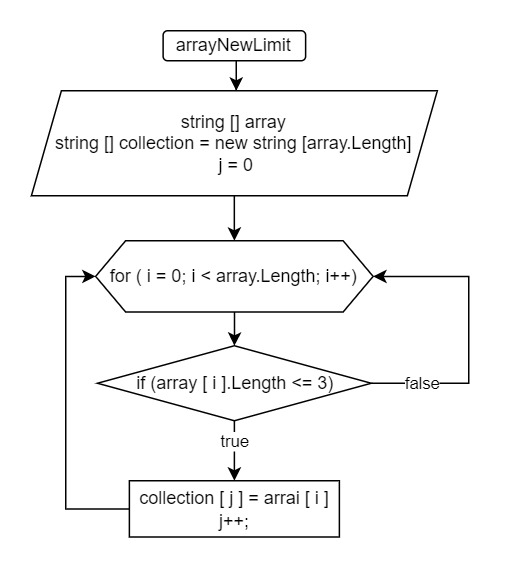 arrayNewLimit
string [] array
string [] collection = new string [array.Length]
j = 0
for ( i = 0; i < array.Length; i++)
if (array [ i ].Length <= 3)
false
true
collection [ j ] = arrai [ i ]
j++;